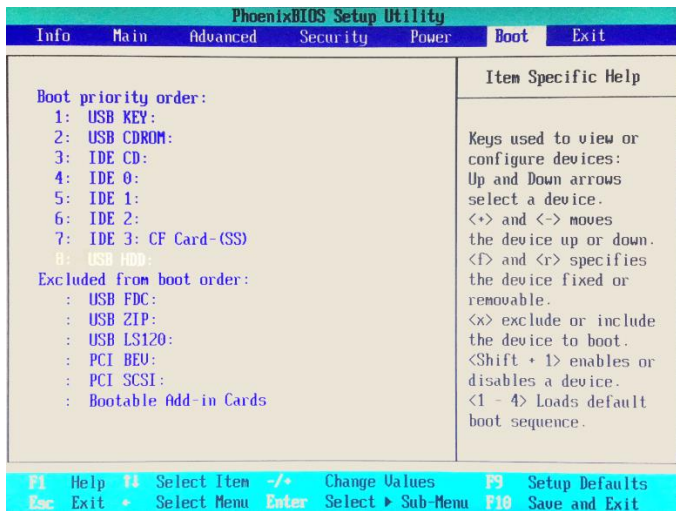 PhoenixBIOS Setup Utility
Info Main Advanced Security Power Boot Exit
Boot priority order:
1: USB KEY:
2: USB CDROM:
3: IDE CD:
4: IDE 0:
5: IDE 1:
6: IDE 2:
7: IDE 3: CF Card-(SS)
8: USB HDD:
Excluded from boot order:
: USB FDC:
: USB ZIP:
: USB LS120:
: PCI BEV:
: PCI SCSI:
: Bootable Add-in Cards
Item Specific Help
Keys used to view or
configure devices:
Up and Down arrows
select a device.
<+> and <-> moves
the device up or down.
<f> and <r> specifies
the device fixed or
removable.
<x> exclude or include
the device to boot.
<Shift + 1> enables or
disables a device.
<1 - 4> Loads default
boot sequence.
F1 Help ↑↓ Select Item -/+ Change Values F9 Setup Defaults
Esc Exit Select Menu Enter Select ▶ Sub-Menu F10 Save and Exit